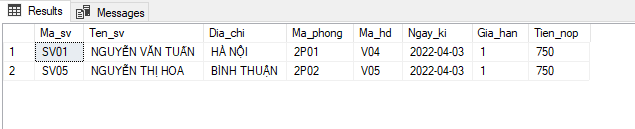 Results Messages
Ma_sv Ten_sv Dia_chi Ma_phong Ma_hd Ngay_ki Gia_han Tien_nop
1 SV01 NGUYỄN VĂN TUẤN HÀ NỘI 2P01 V04 2022-04-03 1 750
2 SV05 NGUYỄN THỊ HOA BÌNH THUẬN 2P02 V05 2022-04-03 1 750